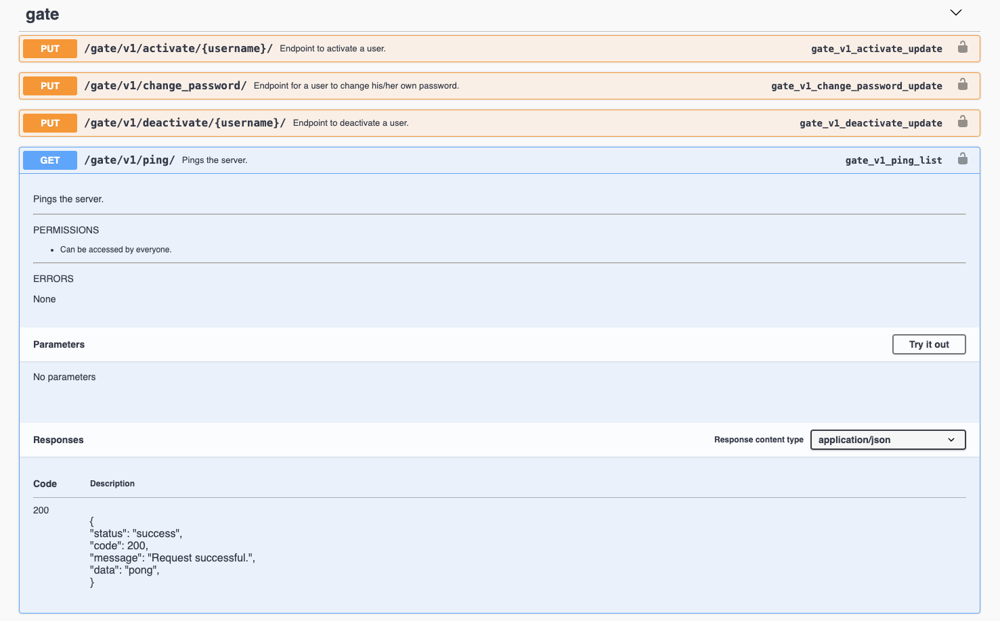 gate
PUT /gate/v1/activate/{username}/ Endpoint to activate a user. gate_v1_activate_update
PUT /gate/v1/change_password/ Endpoint for a user to change his/her own password. gate_v1_change_password_update
PUT /gate/v1/deactivate/{username}/ Endpoint to deactivate a user. gate_v1_deactivate_update
GET /gate/v1/ping/ Pings the server. gate_v1_ping_list
Pings the server.
PERMISSIONS
• Can be accessed by everyone.
ERRORS
None
Parameters Try it out
No parameters
Responses Response content type application/json
Code Description
200
{
"status": "success",
"code": 200,
"message": "Request successful.",
"data": "pong",
}